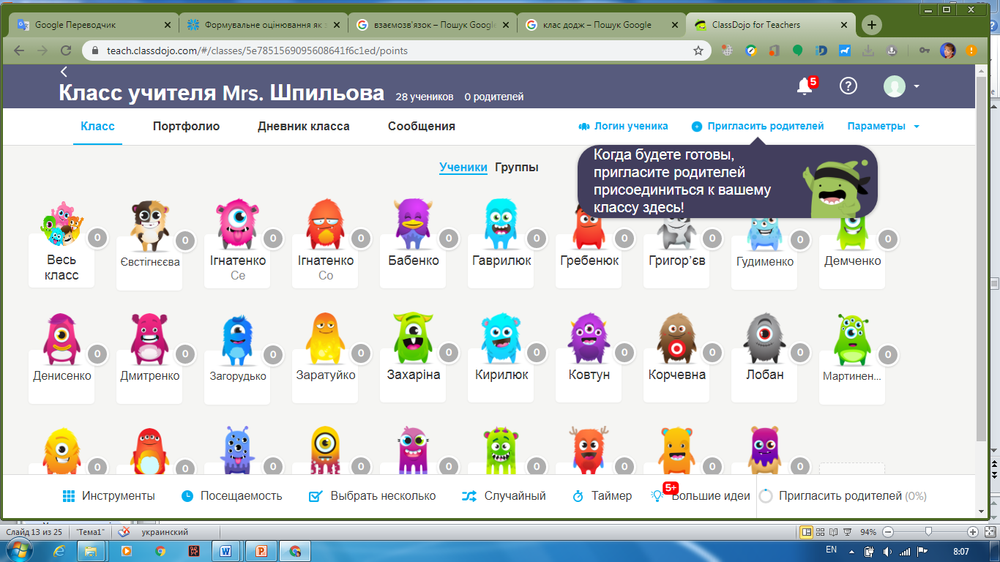 Google Переводчик
Формувальне оцінювання як
взаємозв'язок – Пошук Google
клас додж – Пошук Google
ClassDojo for Teachers
teach.classdojo.com/#/classes/5e7851569095608641f6c1ed/points
Класс учителя Mrs. Шпильова 28 учеников 0 родителей
5
Класс Портфолио Дневник класса Сообщения Логин ученика Пригласить родителей Параметры
Когда будете готовы,
пригласите родителей
присоединиться к вашему
классу здесь!
Ученики Группы
0 0 0 0 0 0 0 0 0 0
Весь класс
Євстігнєєва
Ігнатенко Се
Ігнатенко Со
Бабенко
Гаврилюк
Гребенюк
Григор’єв
Гудименко
Демченко
0 0 0 0 0 0 0 0 0 0
Денисенко
Дмитренко
Загорудько
Заратуйко
Захаріна
Кирилюк
Ковтун
Корчевна
Лобан
Мартинен...
0 0 0 0 0 0 0 0 0
Инструменты Посещаемость Выбрать несколько Случайный Таймер 5+ Большие идеи Пригласить родителей (0%)
Слайд 13 из 25 "Тема1" украинский 94%
EN 8:07